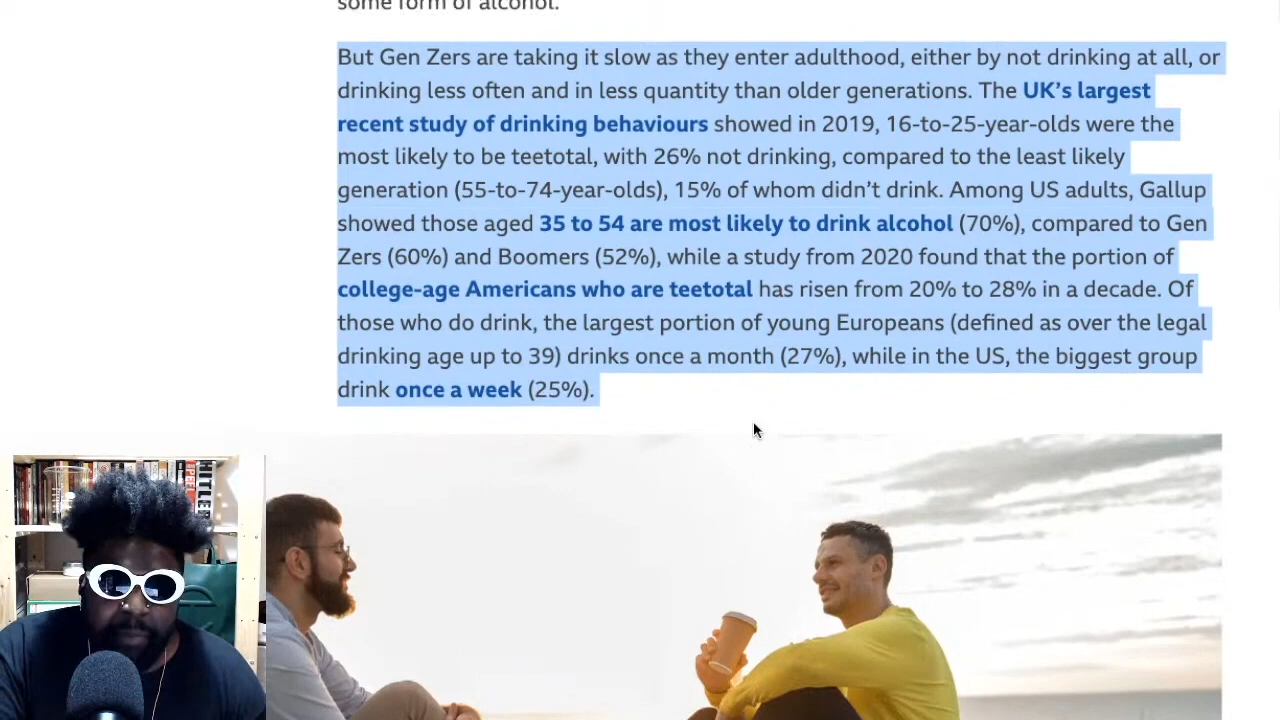 some form of alcohol.
But Gen Zers are taking it slow as they enter adulthood, either by not drinking at all, or
drinking less often and in less quantity than older generations. The UK’s largest
recent study of drinking behaviours showed in 2019, 16-to-25-year-olds were the
most likely to be teetotal, with 26% not drinking, compared to the least likely
generation (55-to-74-year-olds), 15% of whom didn’t drink. Among US adults, Gallup
showed those aged 35 to 54 are most likely to drink alcohol (70%), compared to Gen
Zers (60%) and Boomers (52%), while a study from 2020 found that the portion of
college-age Americans who are teetotal has risen from 20% to 28% in a decade. Of
those who do drink, the largest portion of young Europeans (defined as over the legal
drinking age up to 39) drinks once a month (27%), while in the US, the biggest group
drink once a week (25%).
HITLER